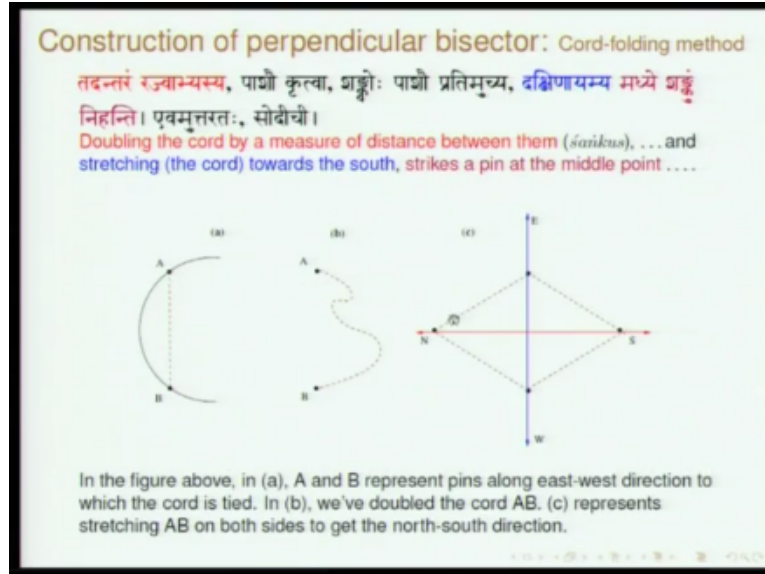 Construction of perpendicular bisector: Cord-folding method
तदन्तरं रज्वाभ्यस्य, पाशौ कृत्वा, शङ्क्वोः पाशौ प्रतिमुच्य, दक्षिणायम्य मध्ये शङ्कुं
निहन्ति। एवमुत्तरतः, सोदीची।
Doubling the cord by a measure of distance between them (śaṅkus), ... and
stretching (the cord) towards the south, strikes a pin at the middle point ....
(a) (b) (c)
E
A A
N S
B B
W
In the figure above, in (a), A and B represent pins along east-west direction to
which the cord is tied. In (b), we've doubled the cord AB. (c) represents
stretching AB on both sides to get the north-south direction.